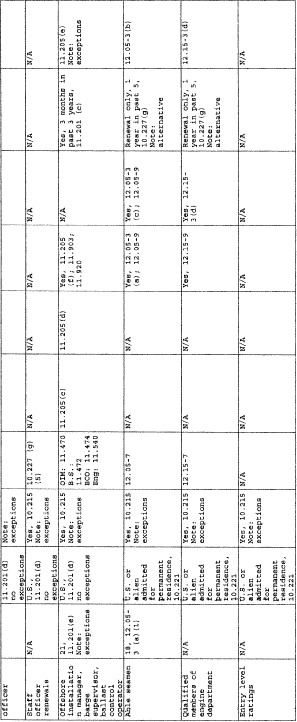 officer
11.201(d)
no
exceptions
Note:
exceptions
Staff
officer
renewals
N/A
U.S.,
11.201(d)
no
exceptions
Yes, 10.215
Note:
exceptions
10.227 (g)
(5)
N/A
N/A
N/A
N/A
N/A
N/A
Offshore
installatio
n manager,
barge
supervisor,
ballast
control
operator
21,
11.201(e)
Note:
exceptions
U.S.,
11.201(d)
no
exceptions
Yes, 10.215
Note:
exceptions
OIM: 11.470
B.S.:
11.472
BCO: 11.474
Eng: 11.540
11.205(c)
11.205(d)
Yes, 11.205
(f); 11.903;
11.920
N/A
Yes, 3 months in
past 3 years,
11.201 (c)
11.205(e)
Note:
exceptions
Able seamen
18, 12.05-
3(a)(1)
U.S. or
alien
admitted
for
permanent
residence,
10.221
Yes, 10.215
Note:
exceptions
12.05-7
N/A
N/A
Yes, 12.05-3
(a); 12.05-9
Yes, 12.05-3
(c); 12.05-9
Renewal only, 1
year in past 5,
10.227(g)
Note:
alternative
12.05-3(b)
Qualified
members of
engine
department
N/A
U.S. or
alien
admitted
for
permanent
residence,
10.221
Yes, 10.215
Note:
exceptions
12.15-7
N/A
N/A
Yes, 12.15-9
Yes, 12.15-
3(d)
Renewal only, 1
year in past 5,
10.227(g)
Note:
alternative
12.15-3(d)
Entry level
ratings
N/A
U.S. or
alien
admitted
for
permanent
residence,
10.221
Yes, 10.215
Note:
exceptions
N/A
N/A
N/A
N/A
N/A
N/A
N/A